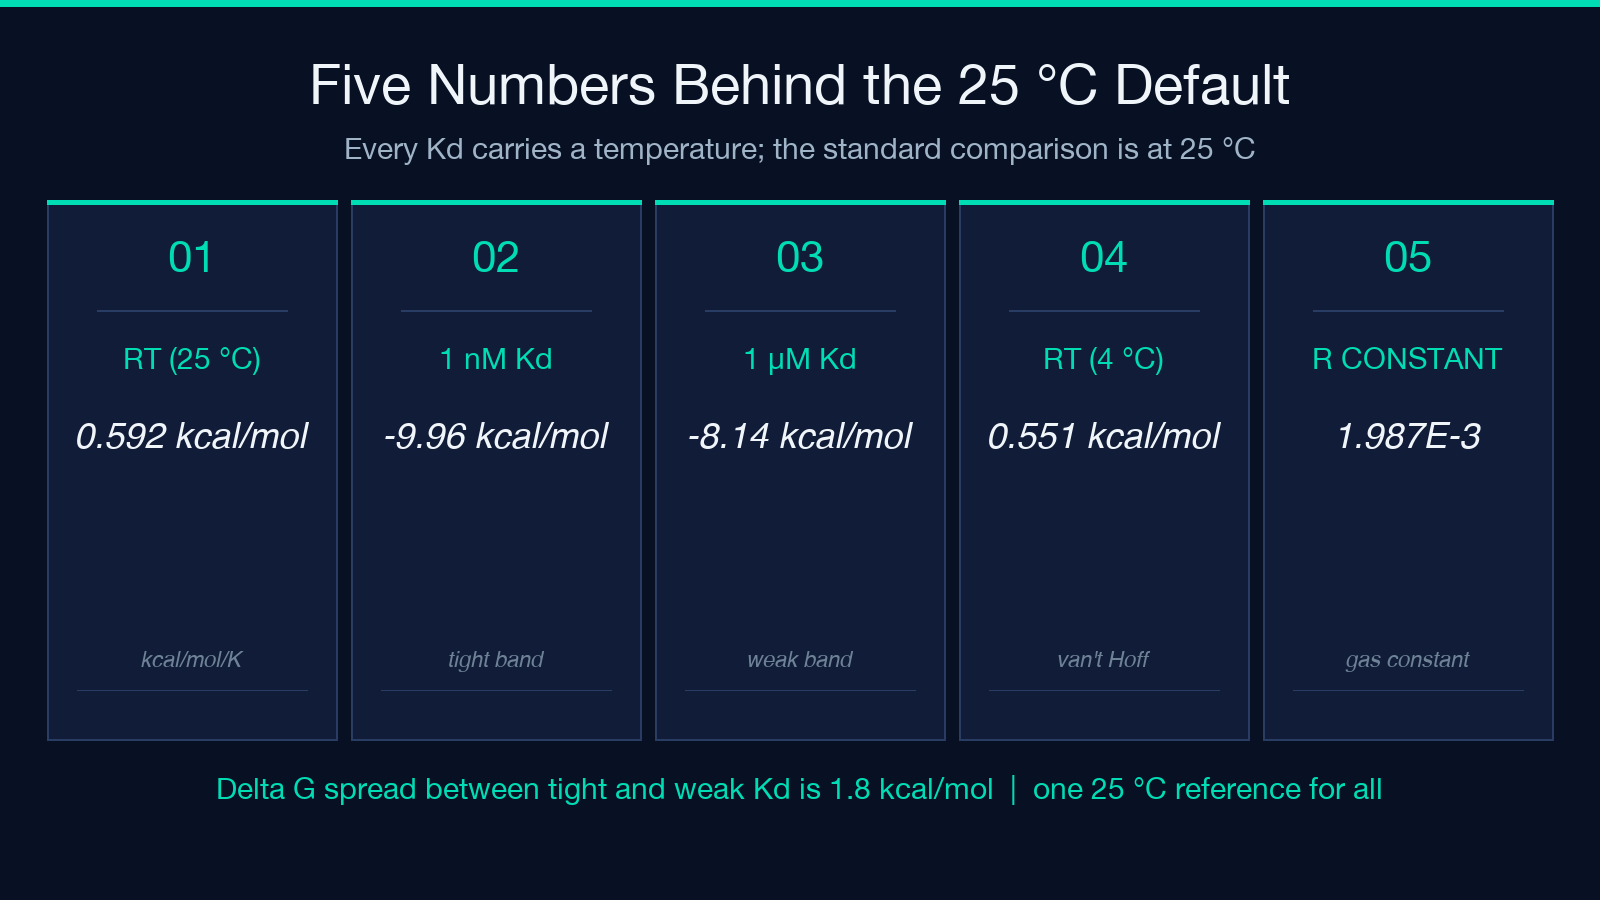 Five Numbers Behind the 25 °C Default
Every Kd carries a temperature; the standard comparison is at 25 °C
01
RT (25 °C)
0.592 kcal/mol
kcal/mol/K
02
1 nM Kd
-9.96 kcal/mol
tight band
03
1 µM Kd
-8.14 kcal/mol
weak band
04
RT (4 °C)
0.551 kcal/mol
van't Hoff
05
R CONSTANT
1.987E-3
gas constant
Delta G spread between tight and weak Kd is 1.8 kcal/mol | one 25 °C reference for all